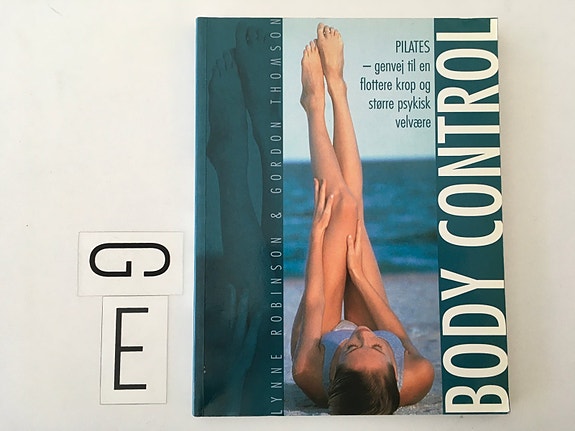 PILATES
– genvej til en
flottere krop og
større psykisk
velvære
BODY CONTROL
LYNNE ROBINSON & GORDON THOMSON
G
E